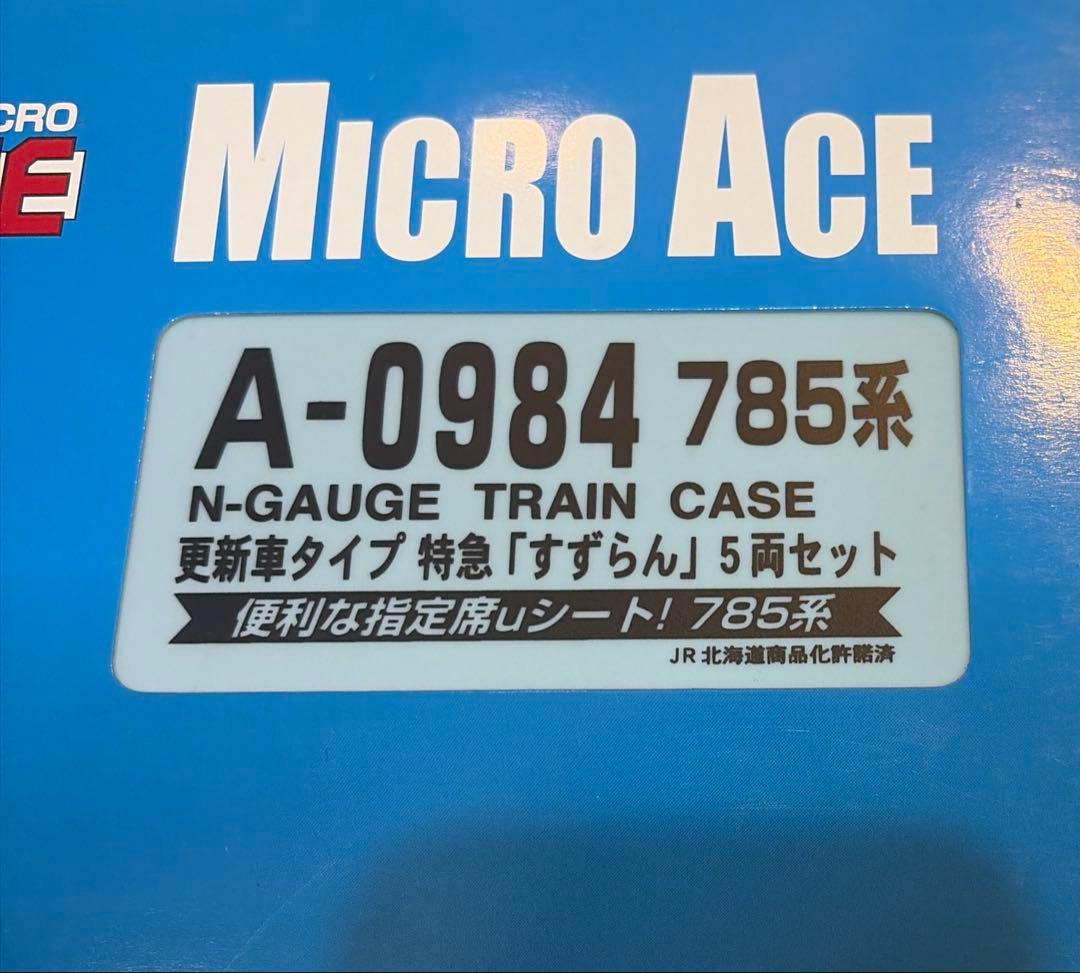 CRO
E
MICRO ACE
A-0984 785系
N-GAUGE TRAIN CASE
更新車タイプ 特急「すずらん」5両セット
便利な指定席uシート! 785系
JR北海道商品化許諾済